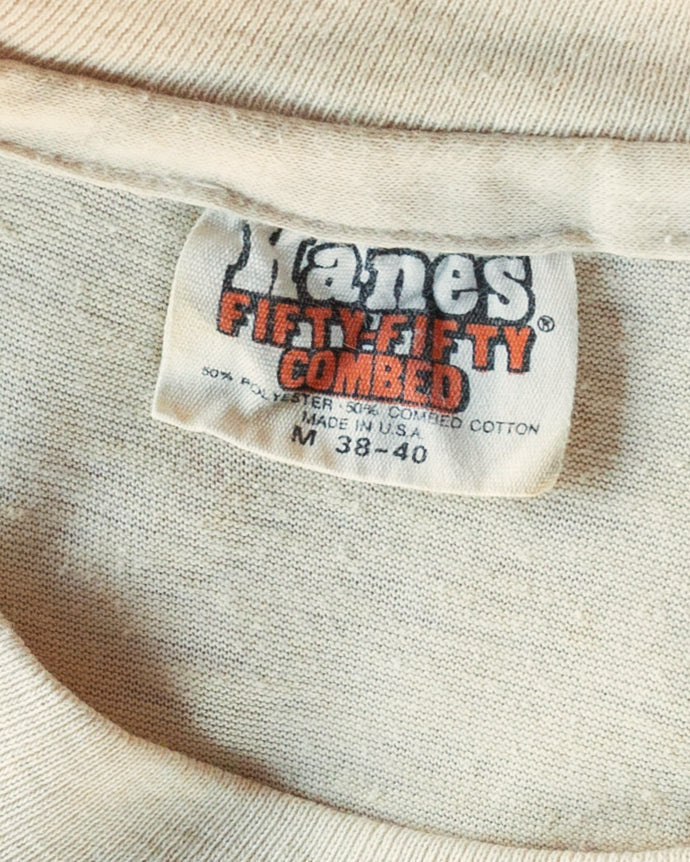 Hanes®
FIFTY-FIFTY
COMBED
50% POLYESTER · 50% COMBED COTTON
MADE IN U.S.A.
M 38-40